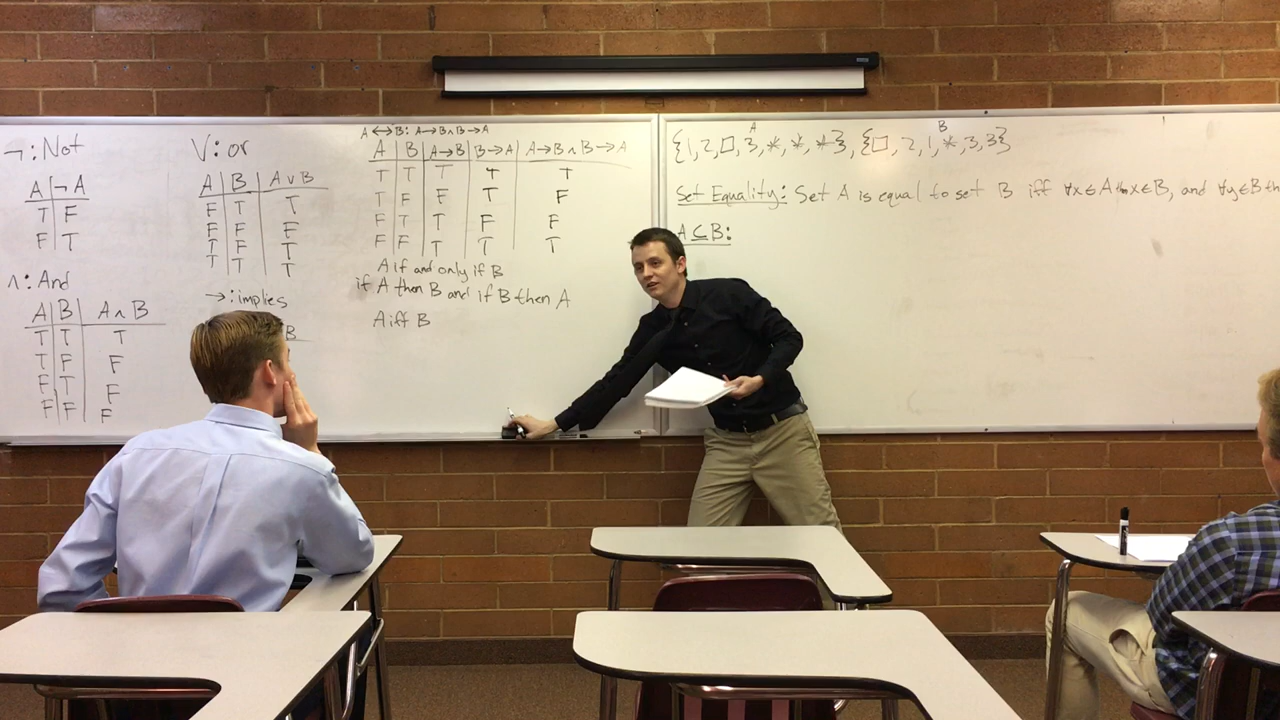 ¬: Not
A | ¬A
T | F
F | T
∧: And
A | B | A ∧ B
T | T | T
T | F | F
F | T | F
F | F | F
V: or
A | B | A ∨ B
F | T | T
F | F | F
T | F | T
T | T | T
→: implies
B
A ↔ B: A→B ∧ B→A
A | B | A→B | B→A | A→B ∧ B→A
T | T | T | T | T
T | F | F | T | F
F | T | T | F | F
F | F | T | T | T
A if and only if B
if A then B and if B then A
A iff B
A B
{1,2,□,3,*,*,*3}, {□,2,1,*,3,3}
Set Equality: Set A is equal to set B iff ∀x∈A x∈B, and ∀y∈B th
A ⊆ B: